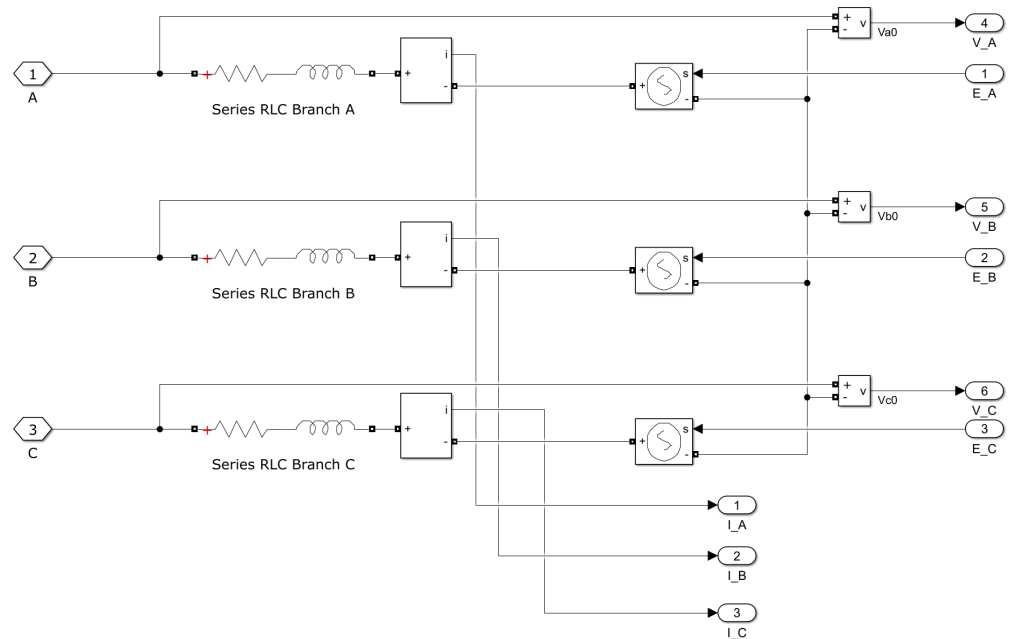 +
v
-
Va0
4
V_A
1
A
+
i
-
+
s
-
1
E_A
Series RLC Branch A
+
v
-
Vb0
5
V_B
2
B
+
i
-
+
s
-
2
E_B
Series RLC Branch B
+
v
-
Vc0
6
V_C
3
C
+
i
-
+
s
-
3
E_C
Series RLC Branch C
1
I_A
2
I_B
3
I_C